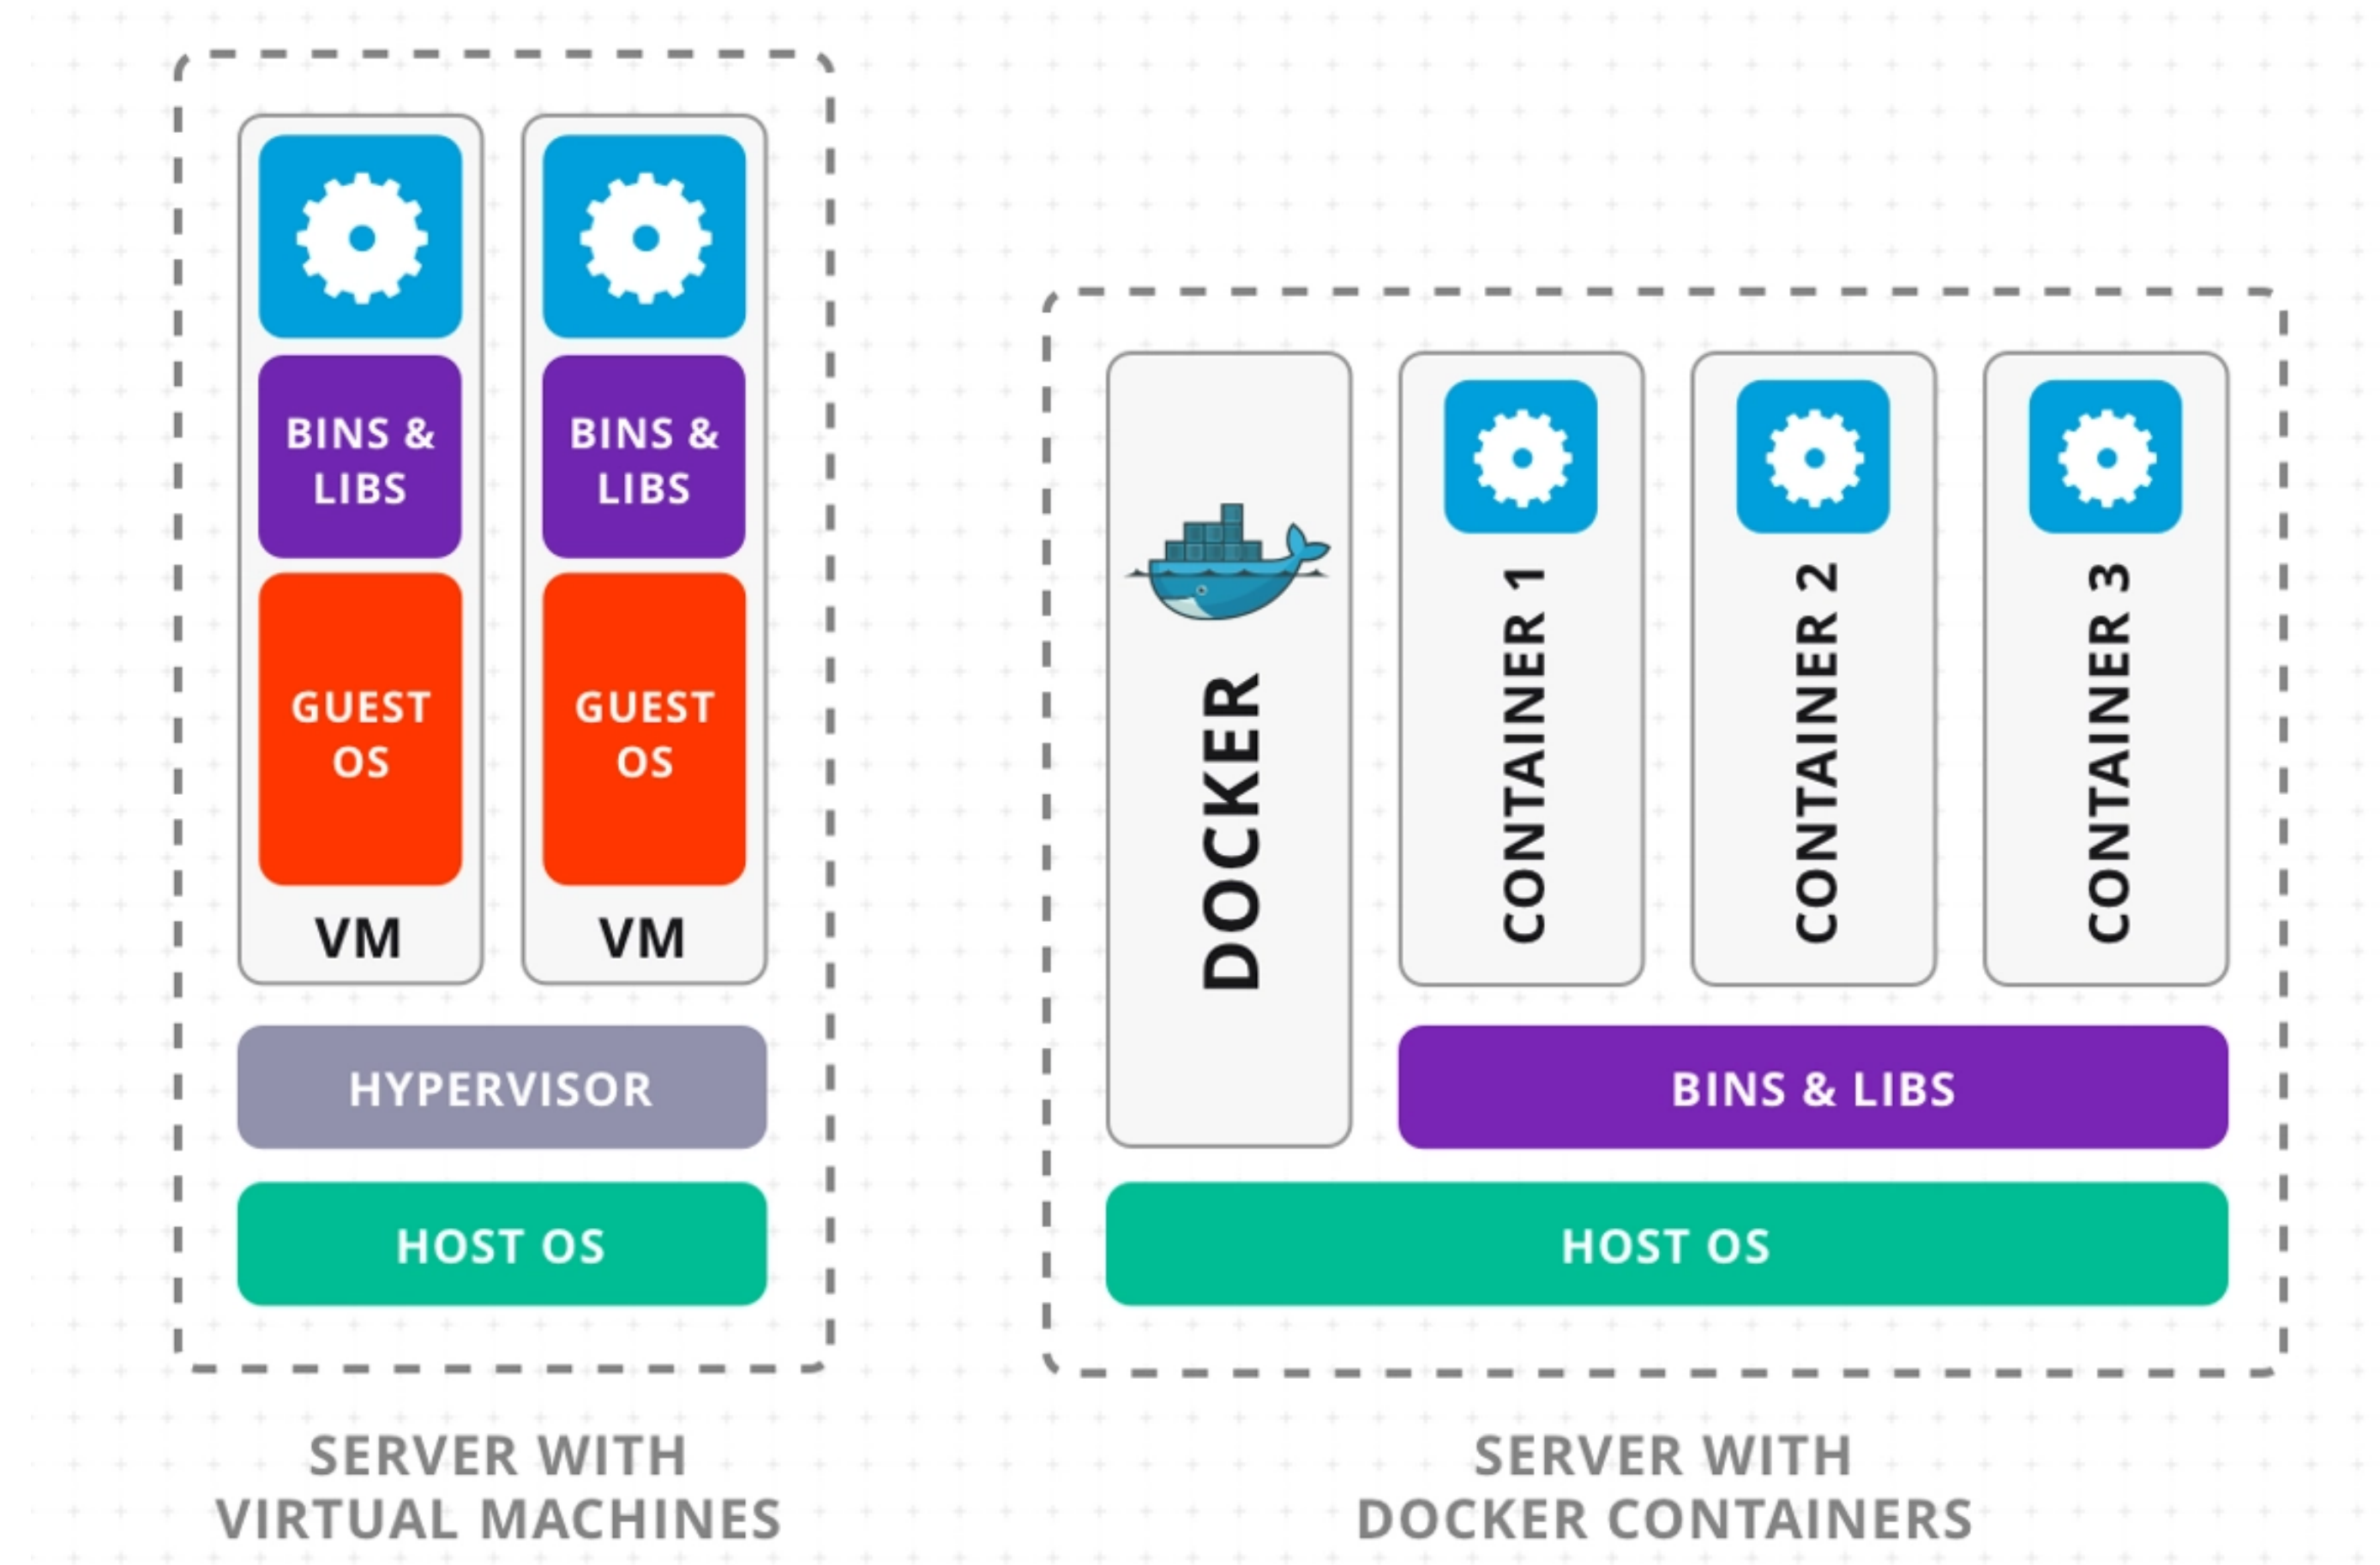 BINS &
LIBS
GUEST
OS
VM
BINS &
LIBS
GUEST
OS
VM
HYPERVISOR
HOST OS
SERVER WITH
VIRTUAL MACHINES
DOCKER
CONTAINER 1
CONTAINER 2
CONTAINER 3
BINS & LIBS
HOST OS
SERVER WITH
DOCKER CONTAINERS